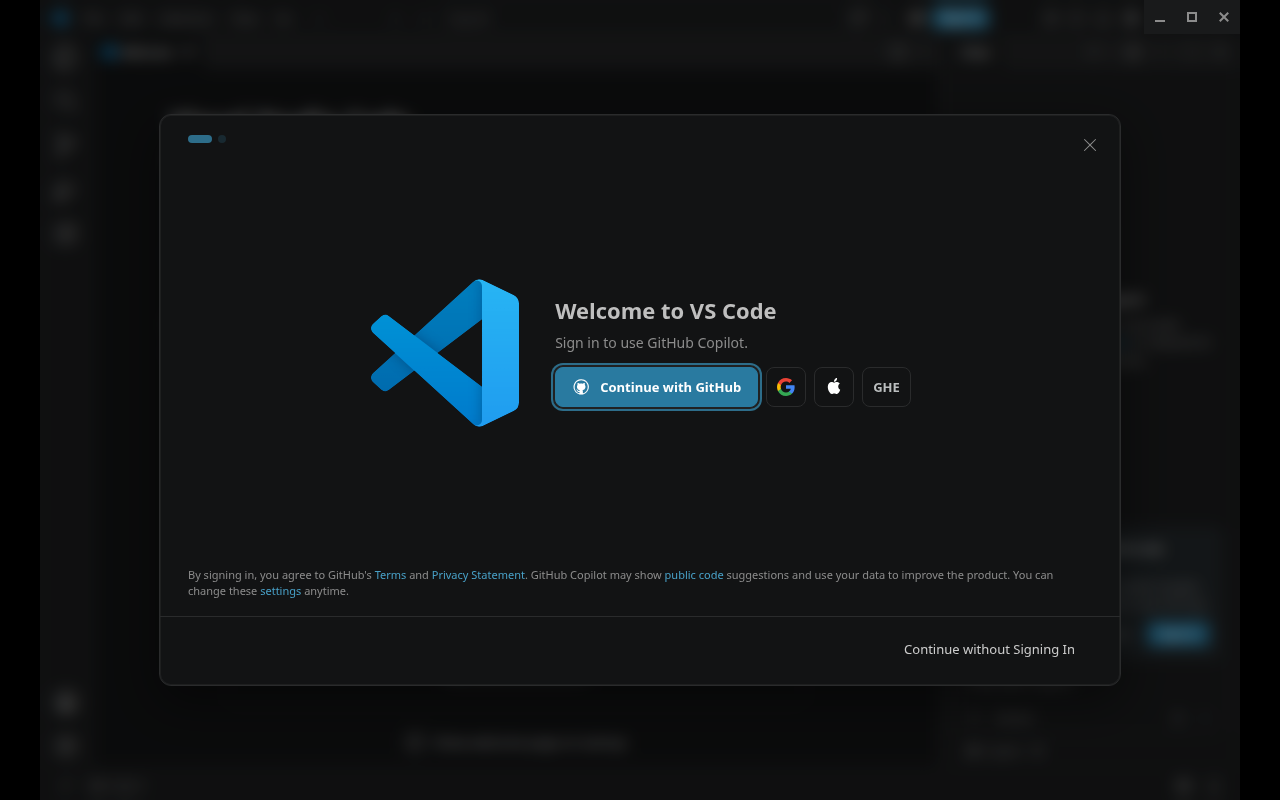 Welcome to VS Code
Sign in to use GitHub Copilot.
Continue with GitHub
GHE
By signing in, you agree to GitHub's Terms and Privacy Statement. GitHub Copilot may show public code suggestions and use your data to improve the product. You can
change these settings anytime.
Continue without Signing In